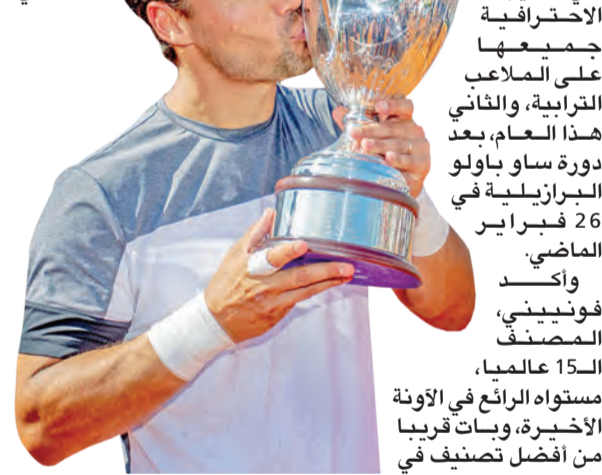 الاحترافية
جميعها
على الملاعب
الترابية، والثاني
هذا العام، بعد
دورة ساو باولو
البرازيلية في
26 فبراير
الماضي.
وأكد
فونييني،
المصنف
الـ15 عالميا،
مستواه الرائع في الآونة
الأخيرة، وبات قريبا
من أفضل تصنيف في